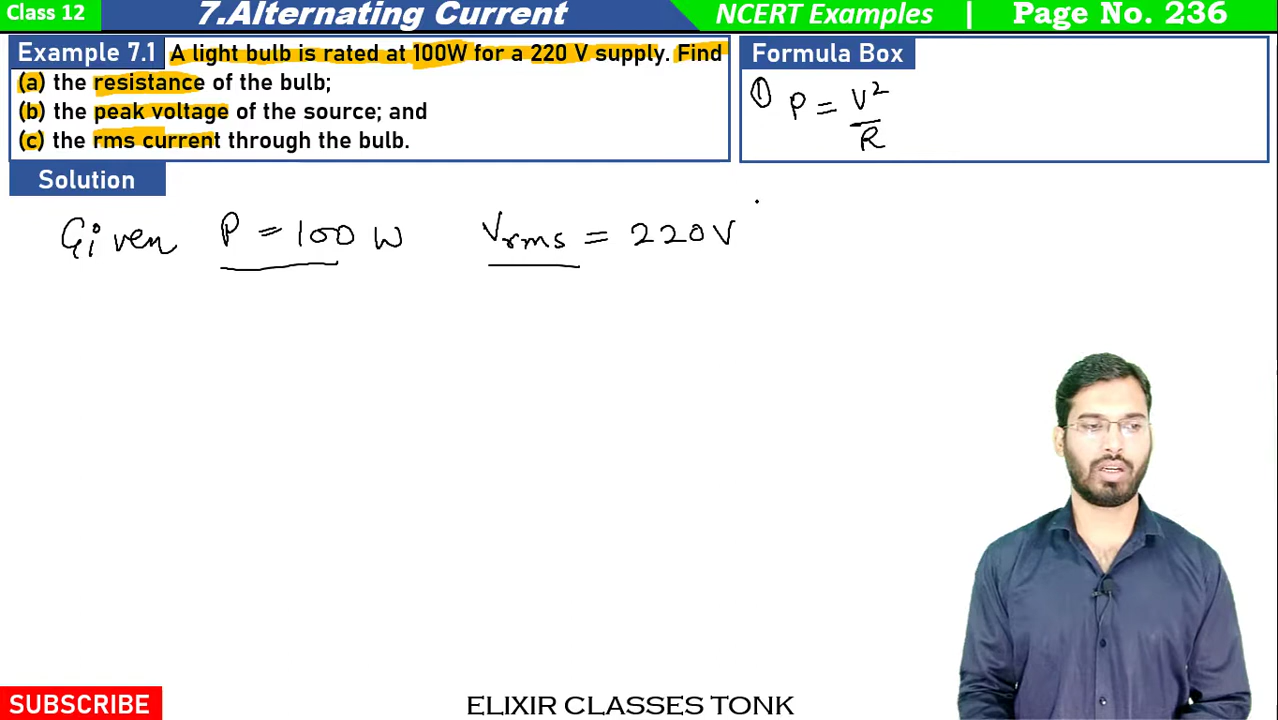 Class 12
7.Alternating Current
NCERT Examples | Page No. 236
Example 7.1 A light bulb is rated at 100W for a 220 V supply. Find
(a) the resistance of the bulb;
(b) the peak voltage of the source; and
(c) the rms current through the bulb.
Formula Box
① P = V²/R
Solution
Given P = 100 W Vrms = 220V
SUBSCRIBE
ELIXIR CLASSES TONK